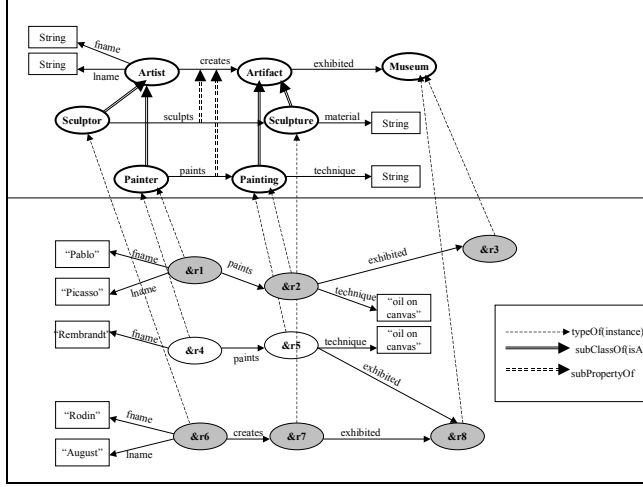 String
fname
String
lname
Artist
creates
Artifact
exhibited
Museum
Sculptor
sculpts
Sculpture
material
String
Painter
paints
Painting
technique
String
“Pablo”
fname
&r1
paints
“Picasso”
lname
&r2
exhibited
&r3
technique
“oil on
canvas”
“Rembrandt”
fname
&r4
paints
&r5
technique
“oil on
canvas”
exhibited
typeOf(instance)
subClassOf(isA
subPropertyOf
“Rodin”
fname
&r6
creates
&r7
exhibited
&r8
“August”
lname